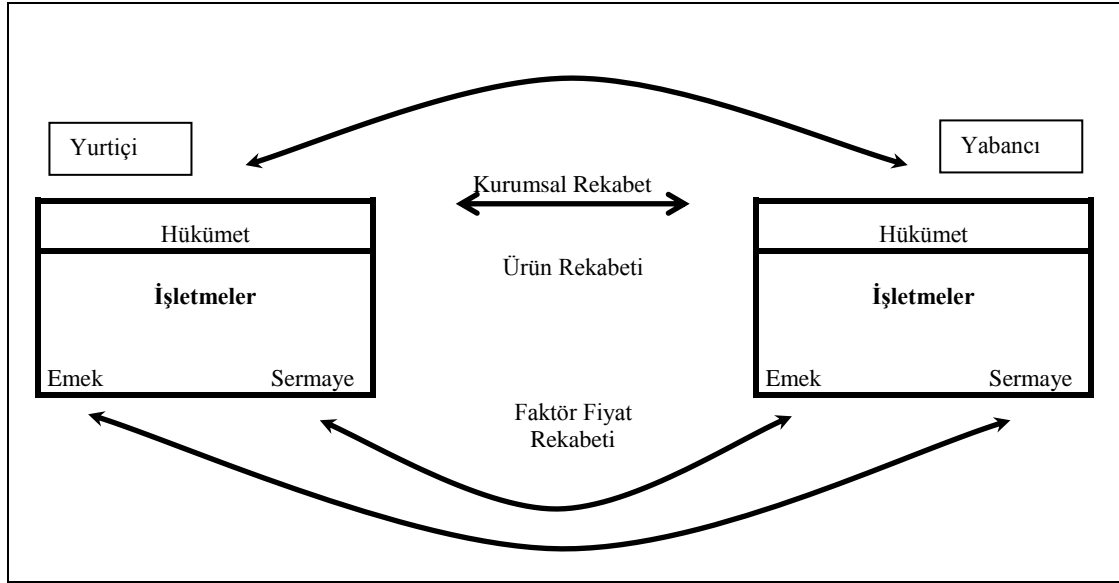 Yurtiçi
Yabancı
Kurumsal Rekabet
Hükümet
Hükümet
Ürün Rekabeti
İşletmeler
İşletmeler
Emek
Sermaye
Emek
Sermaye
Faktör Fiyat
Rekabeti